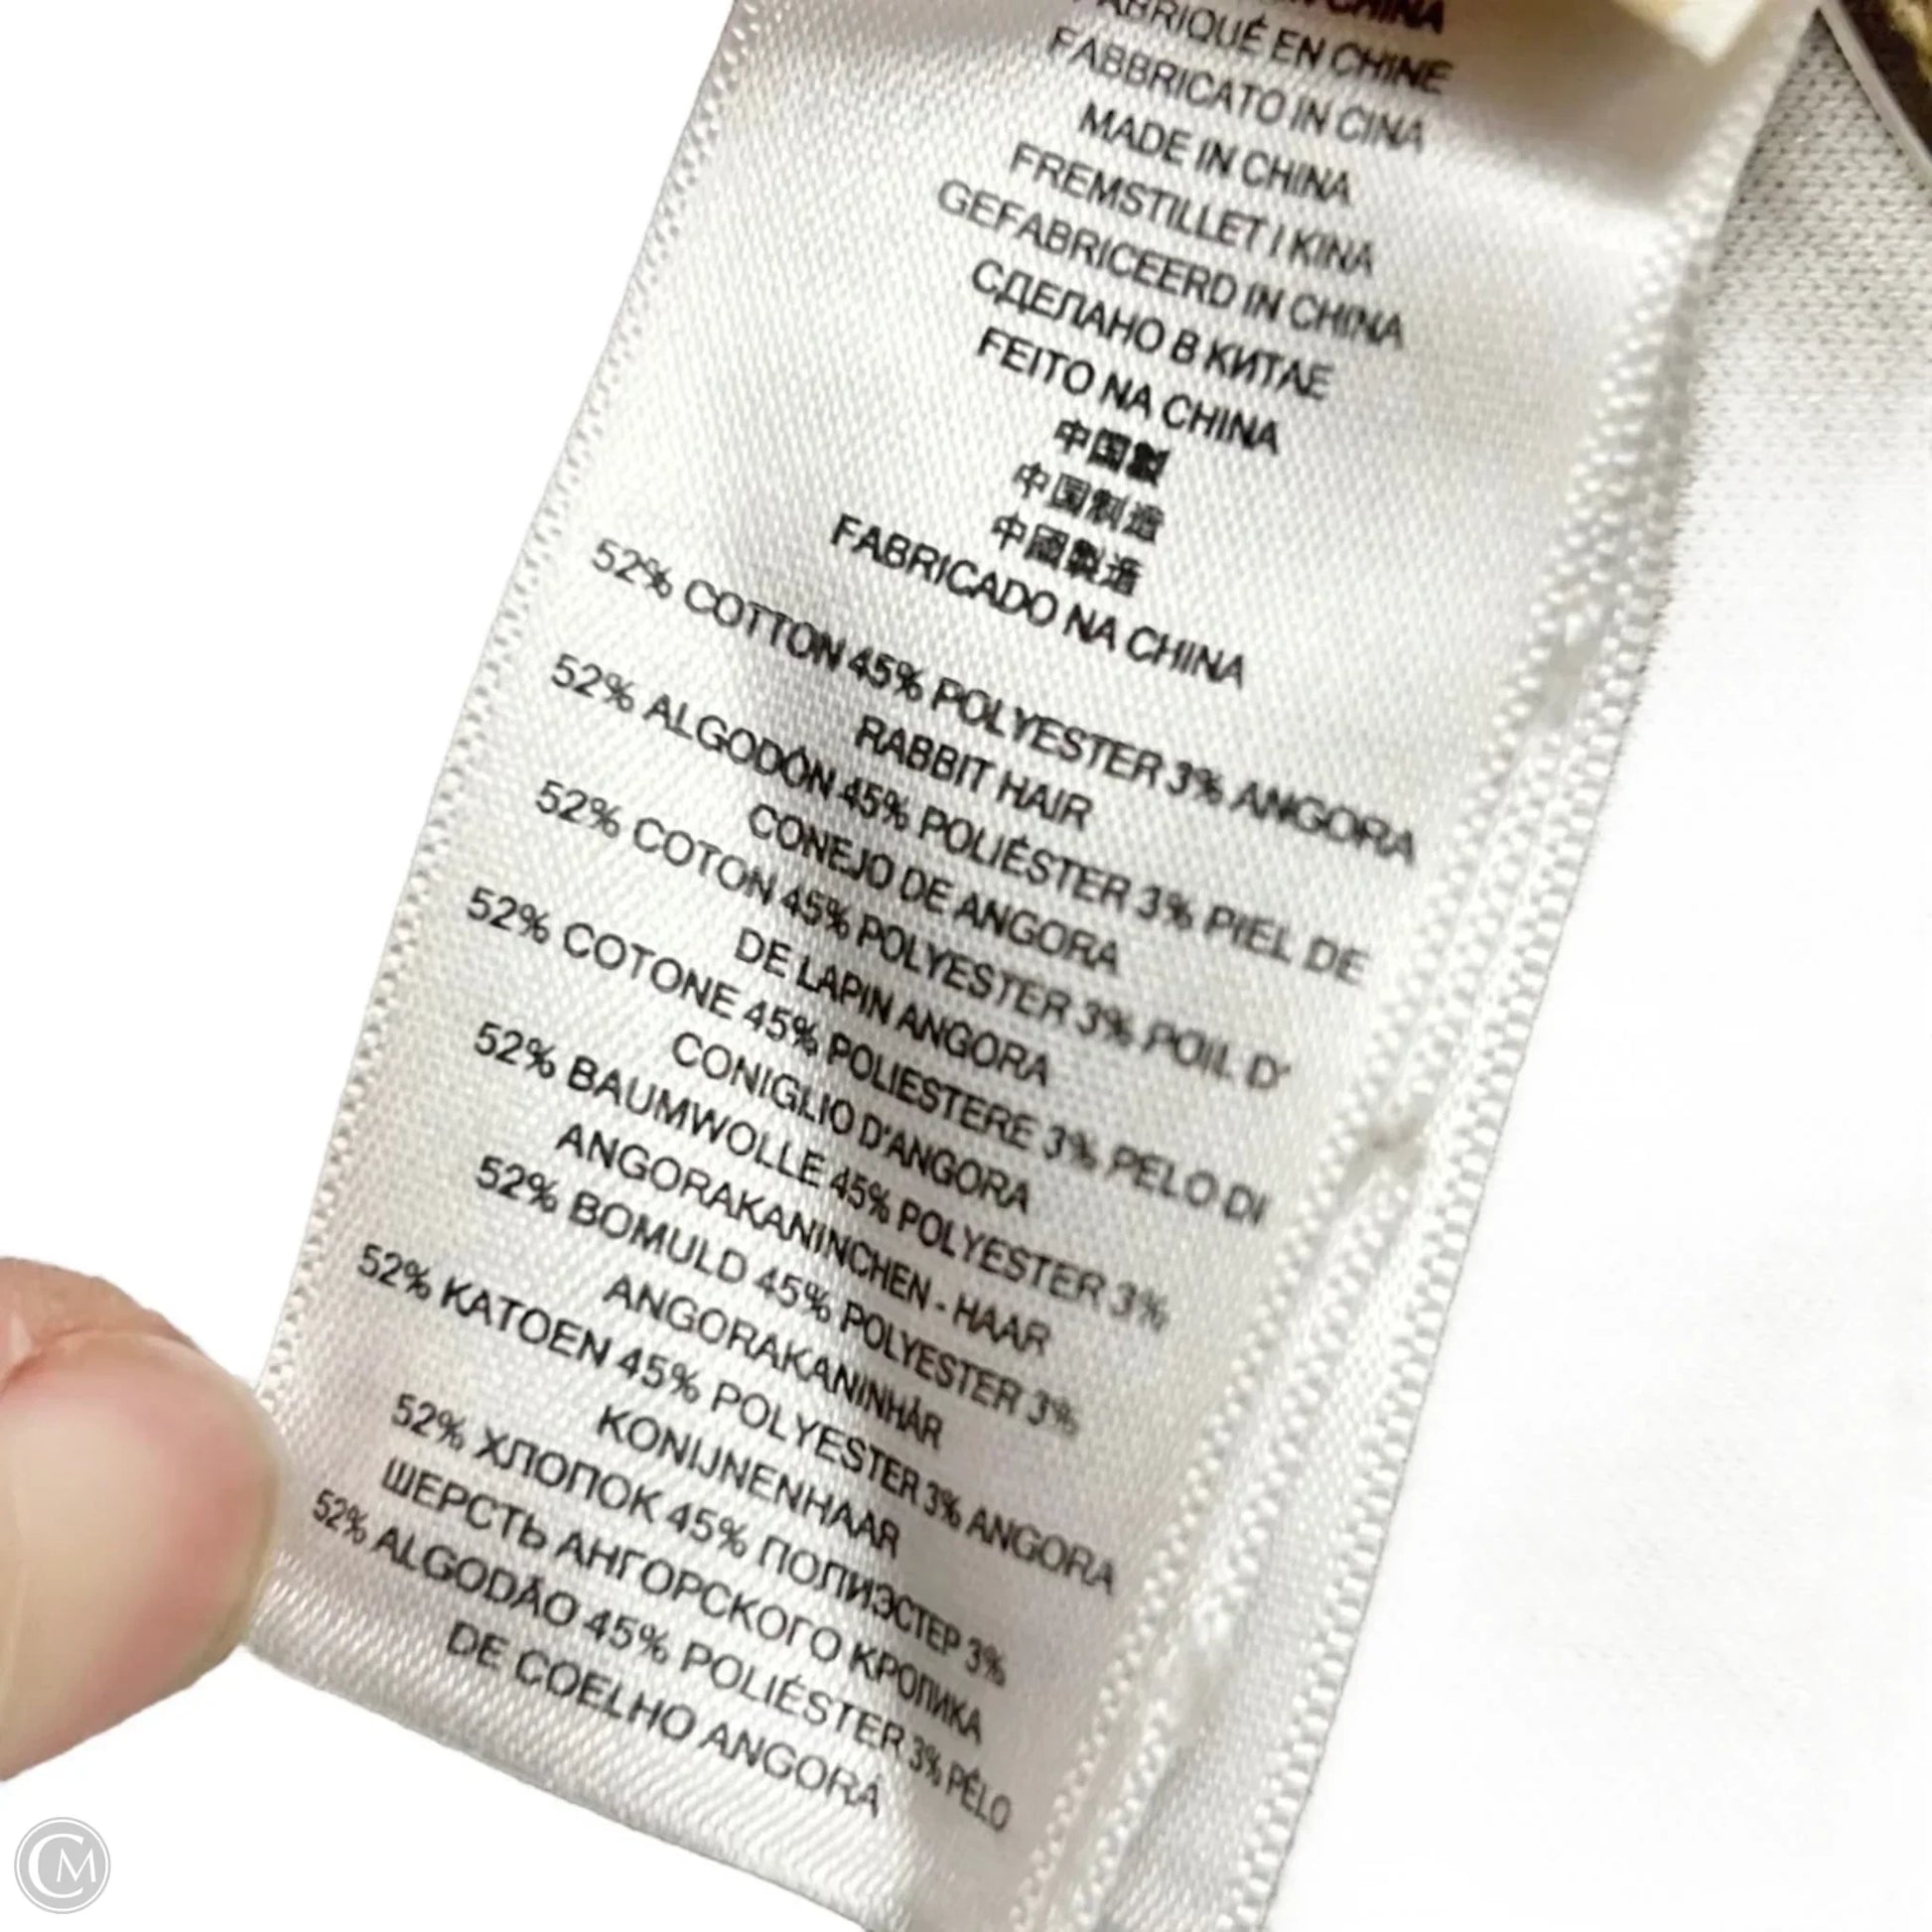 CHINA
FABRIQUÉ EN CHINE
FABBRICATO IN CINA
MADE IN CHINA
FREMSTILLET I KINA
GEFABRICEERD IN CHINA
СДЕЛАНО В КИТАЕ
FEITO NA CHINA
中国製
中国制造
中國製造
FABRICADO NA CHINA
52% COTTON 45% POLYESTER 3% ANGORA
RABBIT HAIR
52% ALGODÓN 45% POLIÉSTER 3% PIEL DE
CONEJO DE ANGORA
52% COTON 45% POLYESTER 3% POIL D'
DE LAPIN ANGORA
52% COTONE 45% POLIESTERE 3% PELO DI
CONIGLIO D'ANGORA
52% BAUMWOLLE 45% POLYESTER 3%
ANGORAKANINCHEN - HAAR
52% BOMULD 45% POLYESTER 3%
ANGORAKANINHÅR
52% KATOEN 45% POLYESTER 3% ANGORA
KONIJNENHAAR
52% ХЛОПОК 45% ПОЛИЭСТЕР 3%
ШЕРСТЬ АНГОРСКОГО КРОЛИКА
52% ALGODÃO 45% POLIÉSTER 3% PÉLO
DE COELHO ANGORÁ
CM